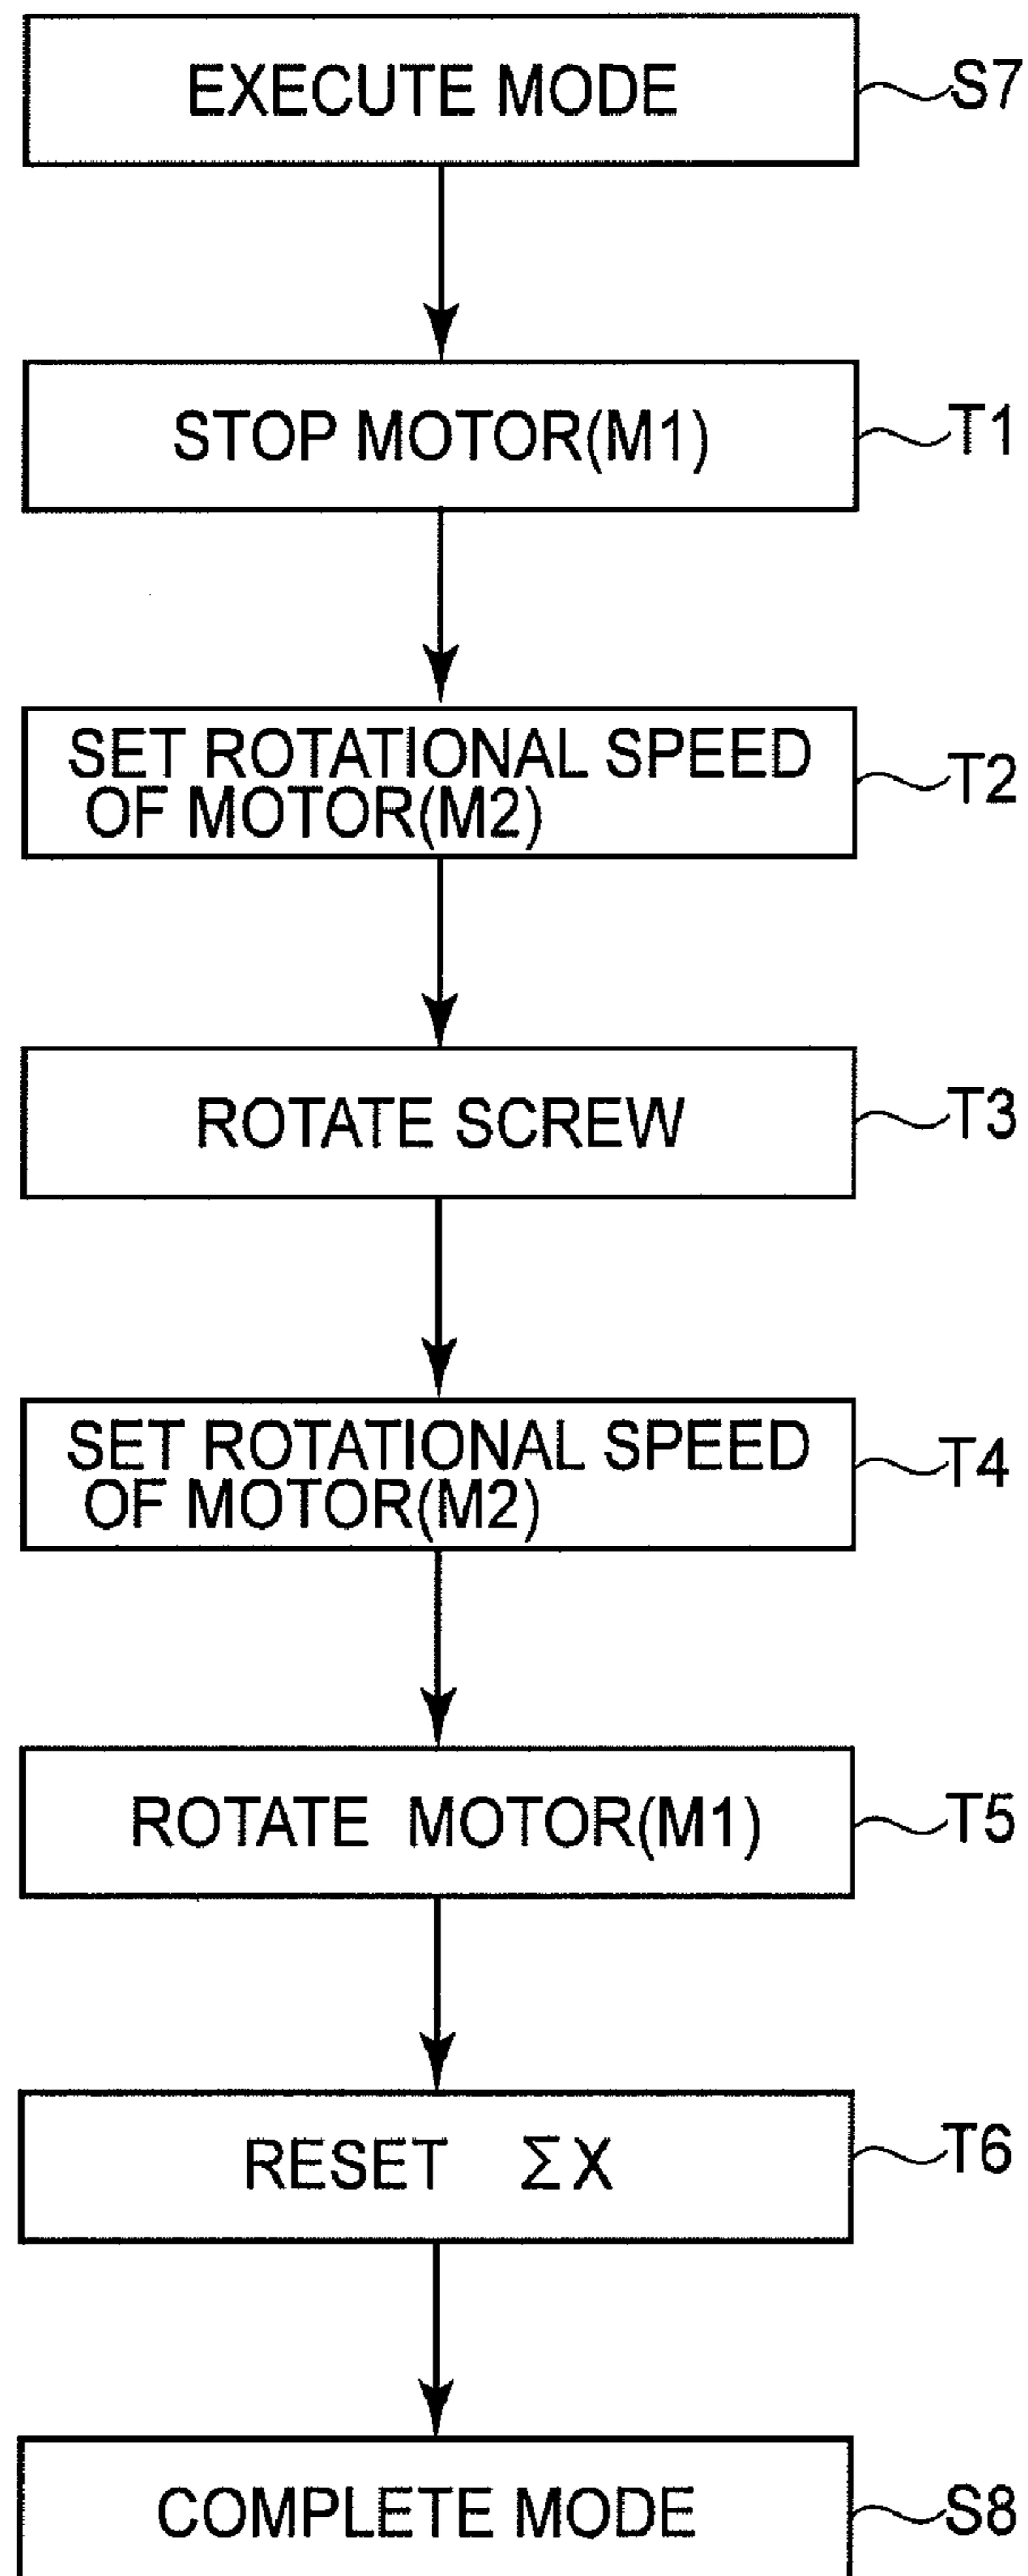 EXECUTE MODE
S7
STOP MOTOR(M1)
T1
SET ROTATIONAL SPEED
OF MOTOR(M2)
T2
ROTATE SCREW
T3
SET ROTATIONAL SPEED
OF MOTOR(M2)
T4
ROTATE MOTOR(M1)
T5
RESET ΣX
T6
COMPLETE MODE
S8